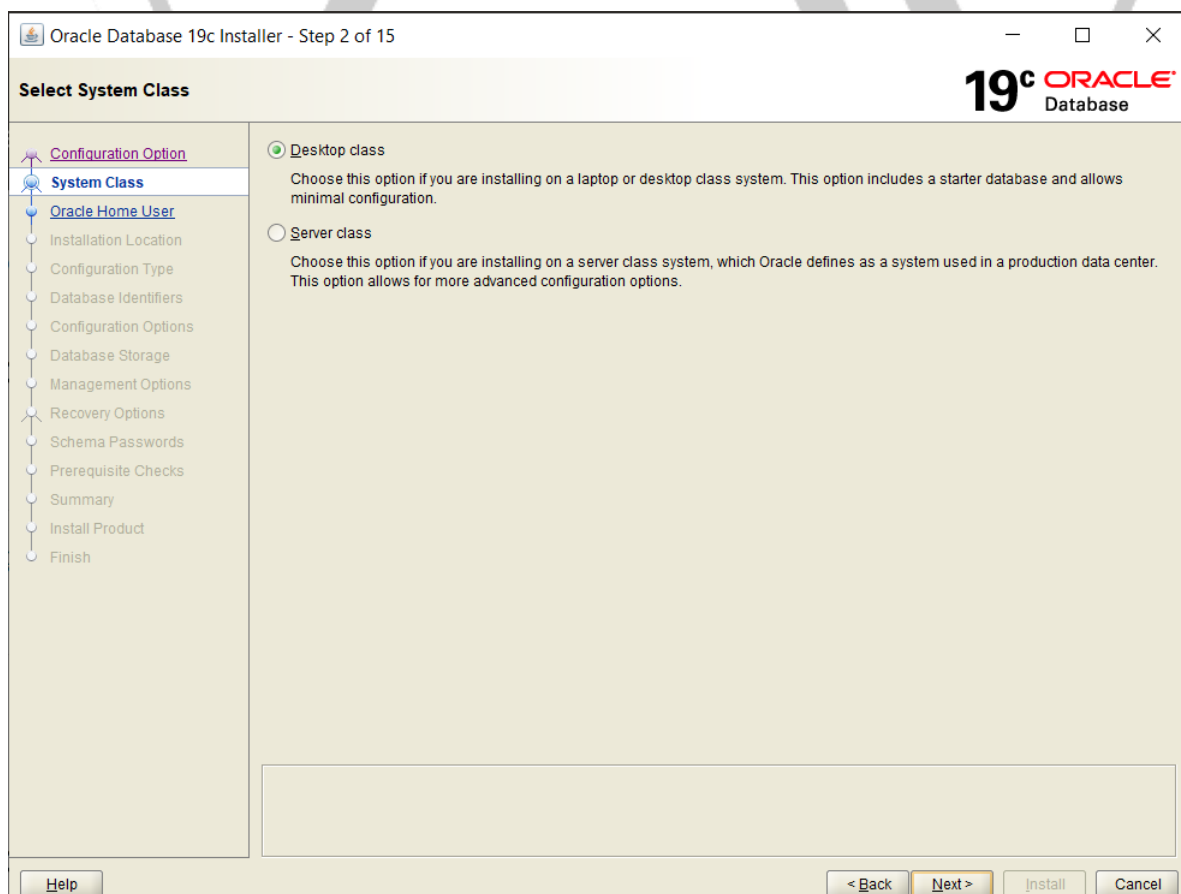 Oracle Database 19c Installer - Step 2 of 15
Select System Class
19c ORACLE
Database
Configuration Option
System Class
Oracle Home User
Installation Location
Configuration Type
Database Identifiers
Configuration Options
Database Storage
Management Options
Recovery Options
Schema Passwords
Prerequisite Checks
Summary
Install Product
Finish
Desktop class
Choose this option if you are installing on a laptop or desktop class system. This option includes a starter database and allows
minimal configuration.
Server class
Choose this option if you are installing on a server class system, which Oracle defines as a system used in a production data center.
This option allows for more advanced configuration options.
Help
< Back
Next >
Install
Cancel